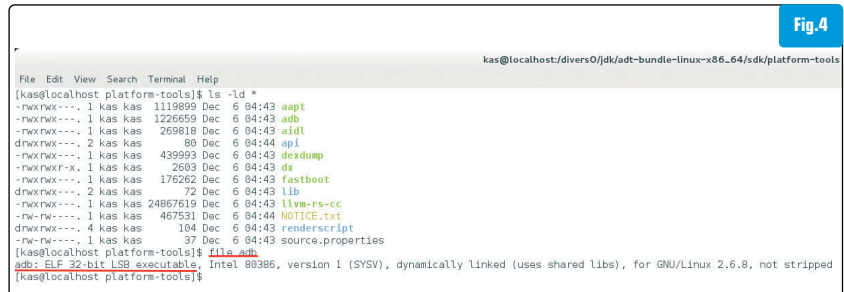 Fig.4
kas@localhost:/divers0/jdk/adt-bundle-linux-x86_64/sdk/platform-tools
File Edit View Search Terminal Help
[kas@localhost platform-tools]$ ls -ld *
-rwxrwx---. 1 kas kas 1119899 Dec 6 04:43 aapt
-rwxrwx---. 1 kas kas 1226659 Dec 6 04:43 adb
-rwxrwx---. 1 kas kas 269818 Dec 6 04:43 aidl
drwxrwx---. 2 kas kas 80 Dec 6 04:44 api
-rwxrwx---. 1 kas kas 439993 Dec 6 04:43 dexdump
-rwxrwxr-x. 1 kas kas 2603 Dec 6 04:43 dx
-rwxrwx---. 1 kas kas 176262 Dec 6 04:43 fastboot
drwxrwx---. 2 kas kas 72 Dec 6 04:43 lib
-rwxrwx---. 1 kas kas 24867619 Dec 6 04:43 llvm-rs-cc
-rw-rw----. 1 kas kas 467531 Dec 6 04:44 NOTICE.txt
drwxrwx---. 4 kas kas 104 Dec 6 04:43 renderscript
-rw-rw----. 1 kas kas 37 Dec 6 04:43 source.properties
[kas@localhost platform-tools]$ file adb
adb: ELF 32-bit LSB executable, Intel 80386, version 1 (SYSV), dynamically linked (uses shared libs), for GNU/Linux 2.6.8, not stripped
[kas@localhost platform-tools]$